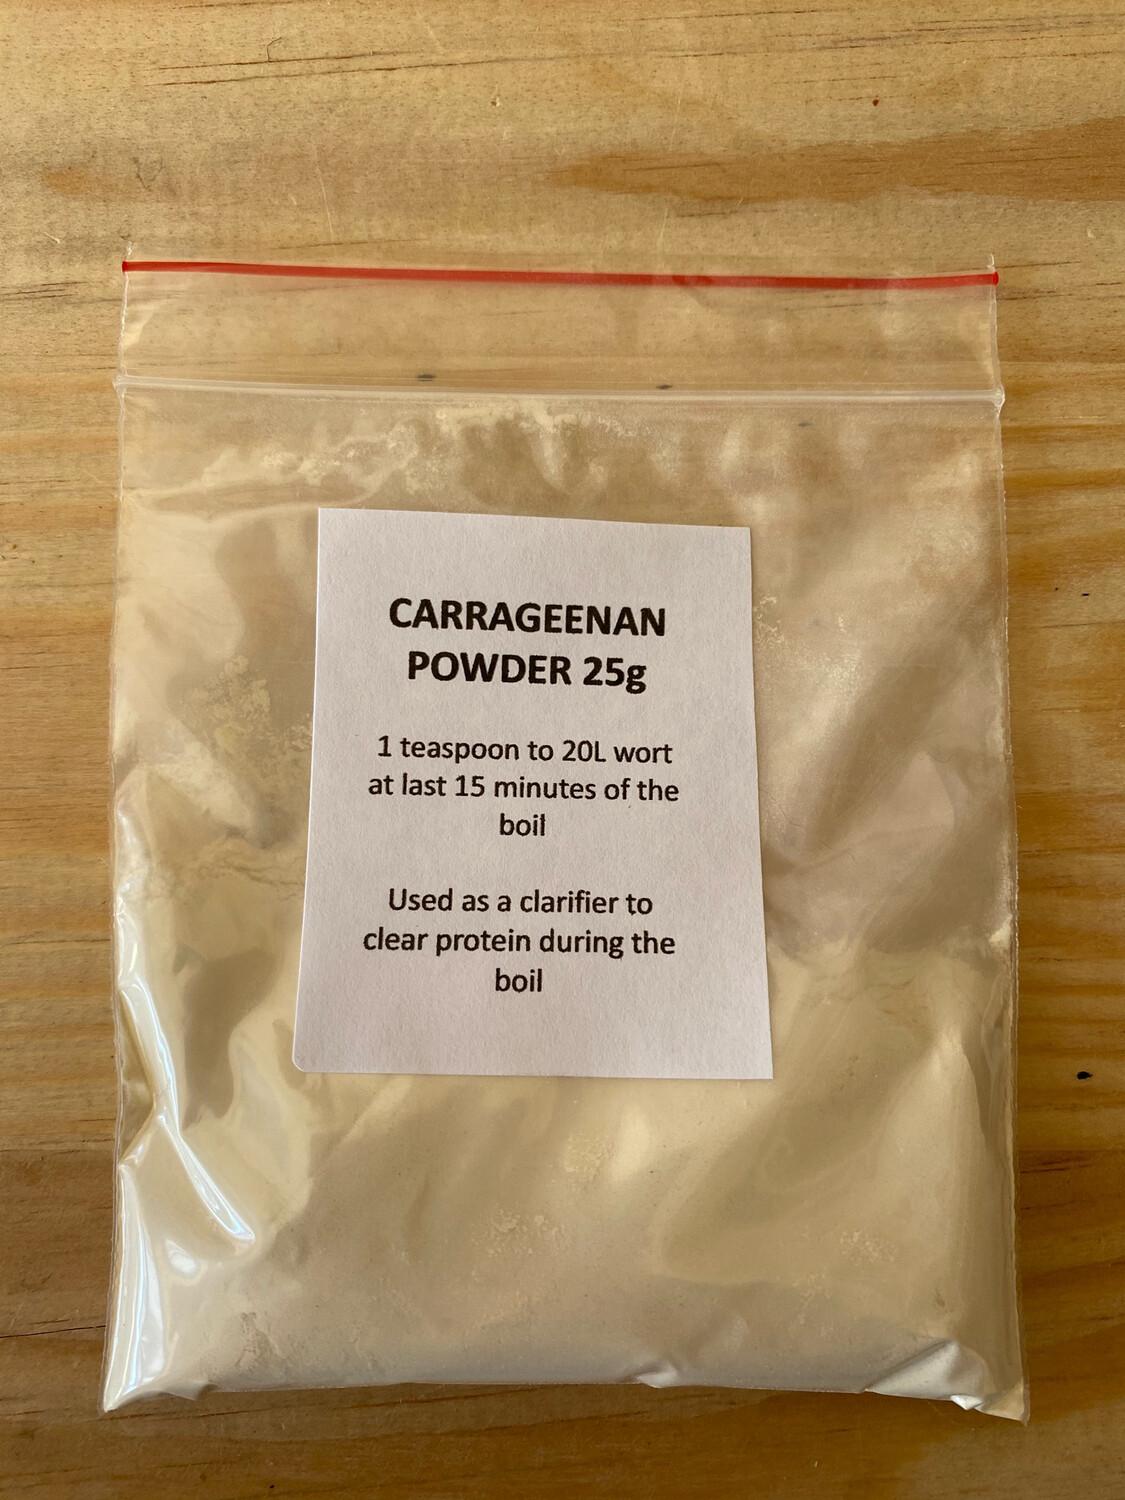 CARRAGEENAN
POWDER 25g
1 teaspoon to 20L wort
at last 15 minutes of the
boil
Used as a clarifier to
clear protein during the
boil